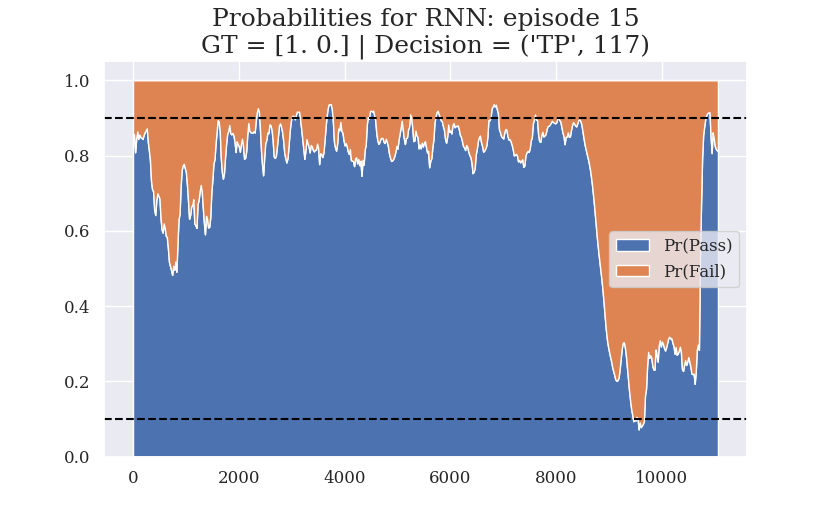 Probabilities for RNN: episode 15
GT = [1. 0.] | Decision = ('TP', 117)
1.0
0.8
0.6
0.4
0.2
0.0
Pr(Pass)
Pr(Fail)
0 2000 4000 6000 8000 10000